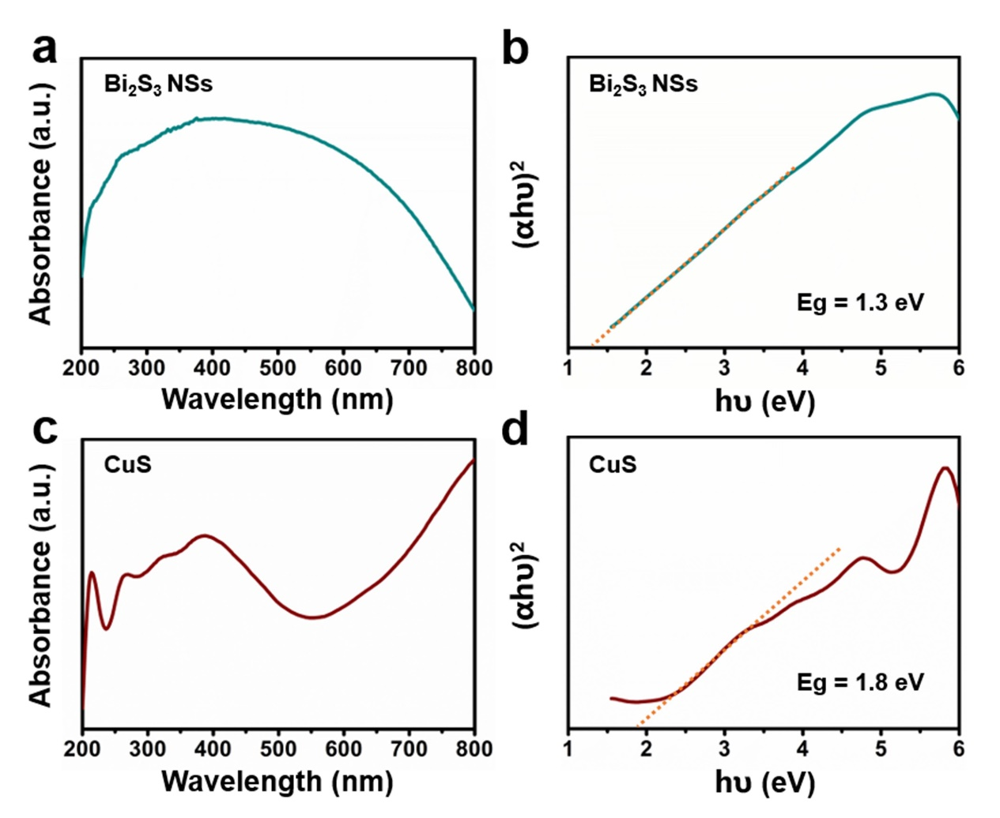 a
Bi₂S₃ NSs
Absorbance (a.u.)
200 300 400 500 600 700 800
Wavelength (nm)
b
Bi₂S₃ NSs
(αhυ)²
Eg = 1.3 eV
1 2 3 4 5 6
hυ (eV)
c
CuS
Absorbance (a.u.)
200 300 400 500 600 700 800
Wavelength (nm)
d
CuS
(αhυ)²
Eg = 1.8 eV
1 2 3 4 5 6
hυ (eV)